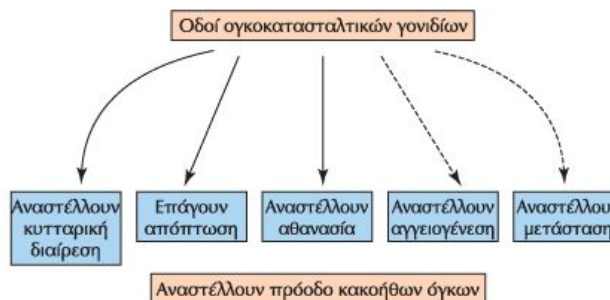 Οδοί ογκοκατασταλτικών γονιδίων
Αναστέλλουν
κυτταρική
διαίρεση
Επάγουν
απόπτωση
Αναστέλλουν
αθανασία
Αναστέλλουν
αγγειογένεση
Αναστέλλου
μετάσταση
Αναστέλλουν πρόοδο κακοήθων όγκων